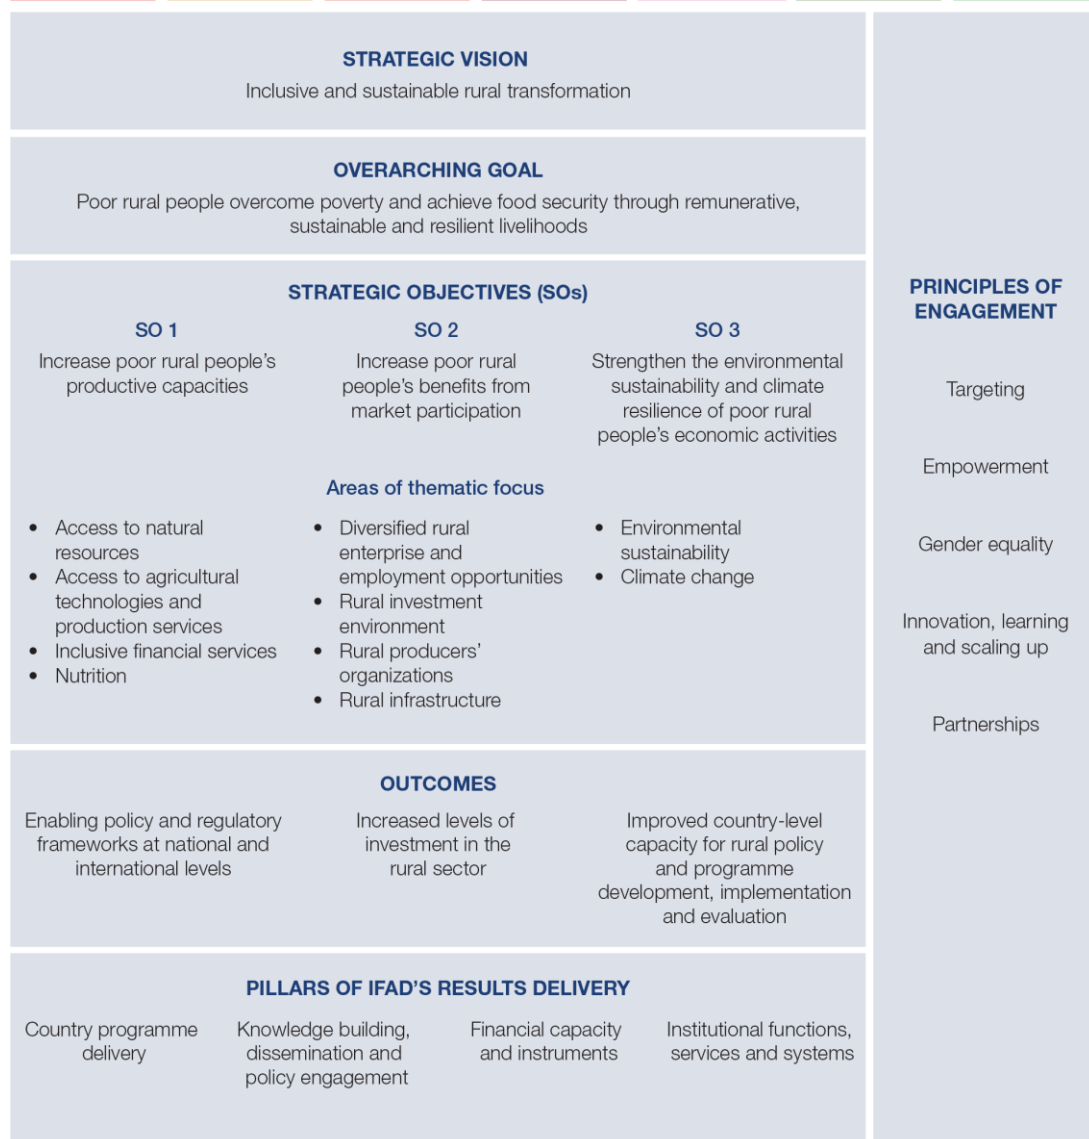 STRATEGIC VISION
Inclusive and sustainable rural transformation
OVERARCHING GOAL
Poor rural people overcome poverty and achieve food security through remunerative,
sustainable and resilient livelihoods
STRATEGIC OBJECTIVES (SOs)
SO 1
Increase poor rural people’s
productive capacities
SO 2
Increase poor rural
people’s benefits from
market participation
SO 3
Strengthen the environmental
sustainability and climate
resilience of poor rural
people’s economic activities
Areas of thematic focus
• Access to natural
resources
• Access to agricultural
technologies and
production services
• Inclusive financial services
• Nutrition
• Diversified rural
enterprise and
employment opportunities
• Rural investment
environment
• Rural producers’
organizations
• Rural infrastructure
• Environmental
sustainability
• Climate change
OUTCOMES
Enabling policy and regulatory
frameworks at national and
international levels
Increased levels of
investment in the
rural sector
Improved country-level
capacity for rural policy
and programme
development, implementation
and evaluation
PILLARS OF IFAD’S RESULTS DELIVERY
Country programme
delivery
Knowledge building,
dissemination and
policy engagement
Financial capacity
and instruments
Institutional functions,
services and systems
PRINCIPLES OF
ENGAGEMENT
Targeting
Empowerment
Gender equality
Innovation, learning
and scaling up
Partnerships